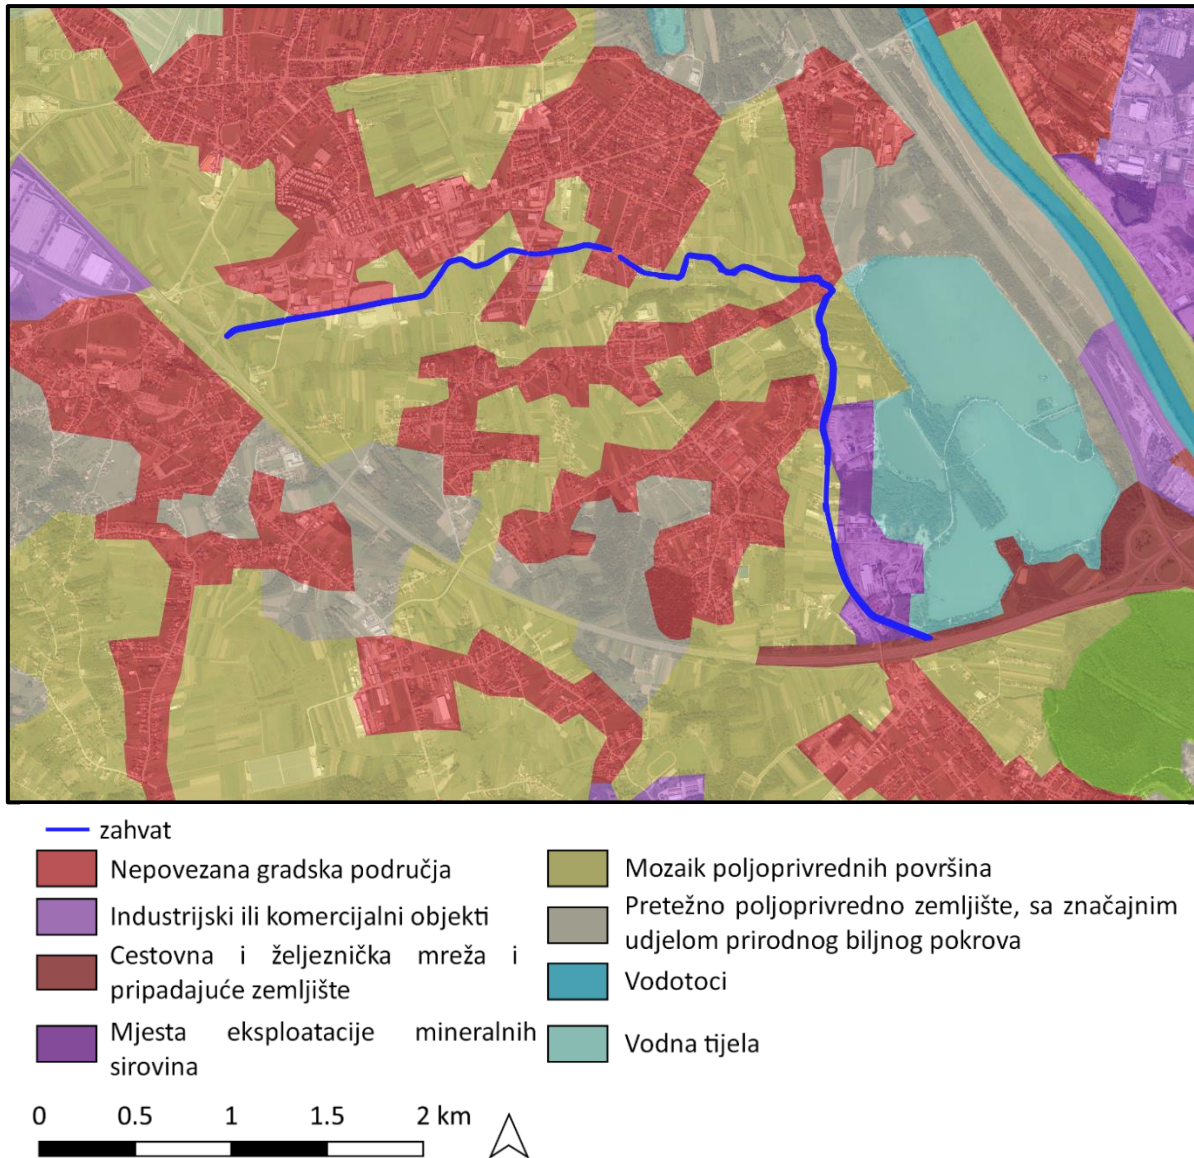 GEOPORTAL
zahvat
Nepovezana gradska područja
Industrijski ili komercijalni objekti
Cestovna i željeznička mreža i
pripadajuće zemljište
Mjesta eksploatacije mineralnih
sirovina
Mozaik poljoprivrednih površina
Pretežno poljoprivredno zemljište, sa značajnim
udjelom prirodnog biljnog pokrova
Vodotoci
Vodna tijela
0 0.5 1 1.5 2 km